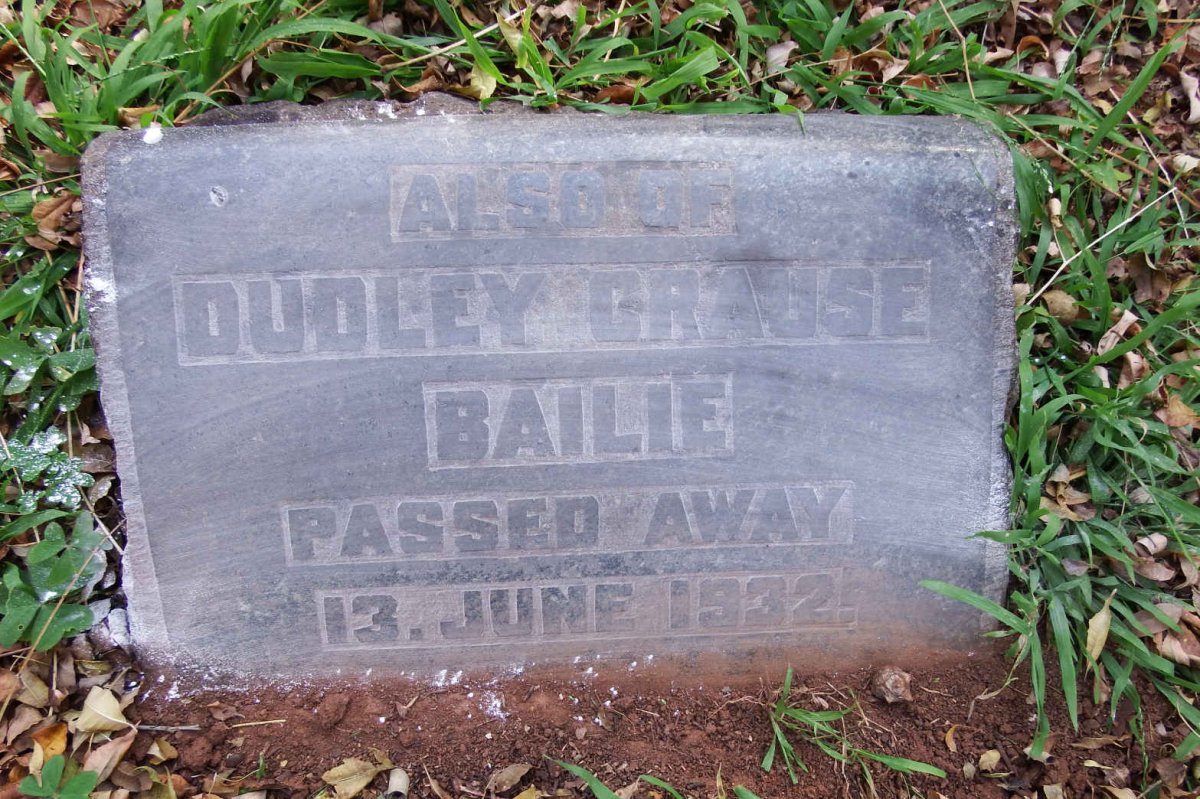 ALSO OF
DUDLEY CRAUSE
BAILIE
PASSED AWAY
13. JUNE 1932.